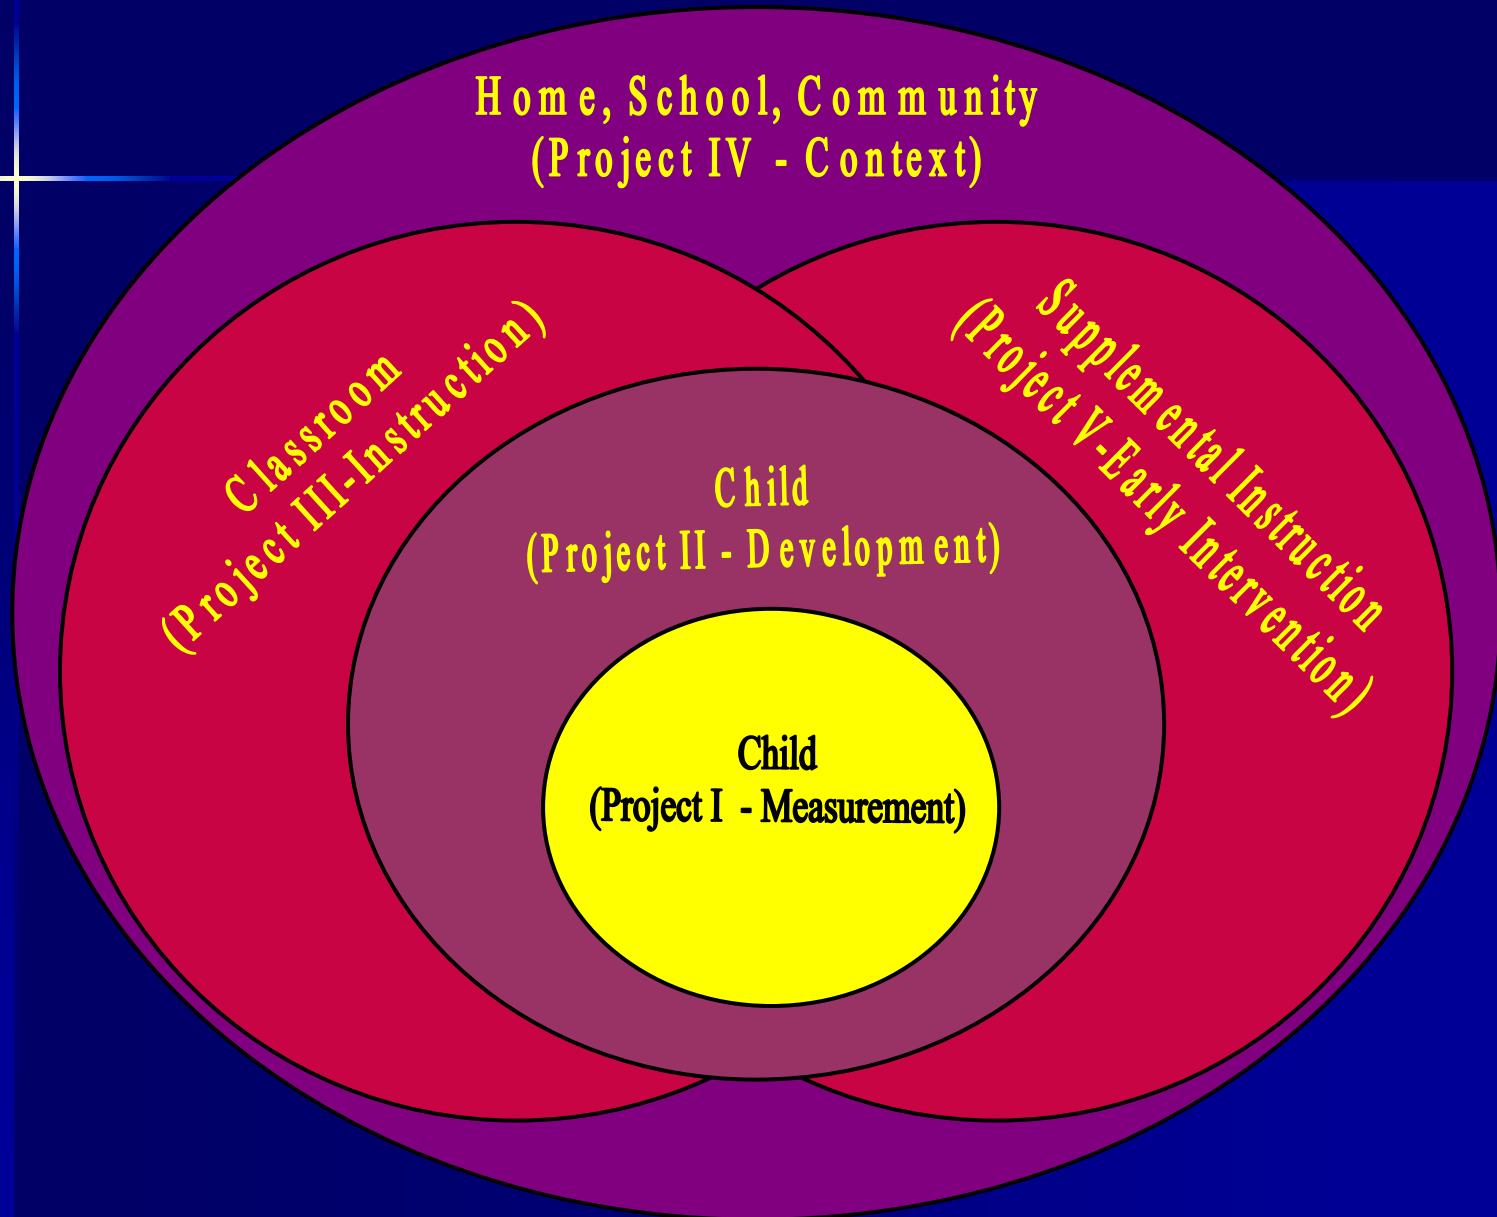 Home, School, Community
(Project IV - Context)
Classroom
(Project III-Instruction)
Supplemental Instruction
(Project V-Early Intervention)
Child
(Project II - Development)
Child
(Project I - Measurement)